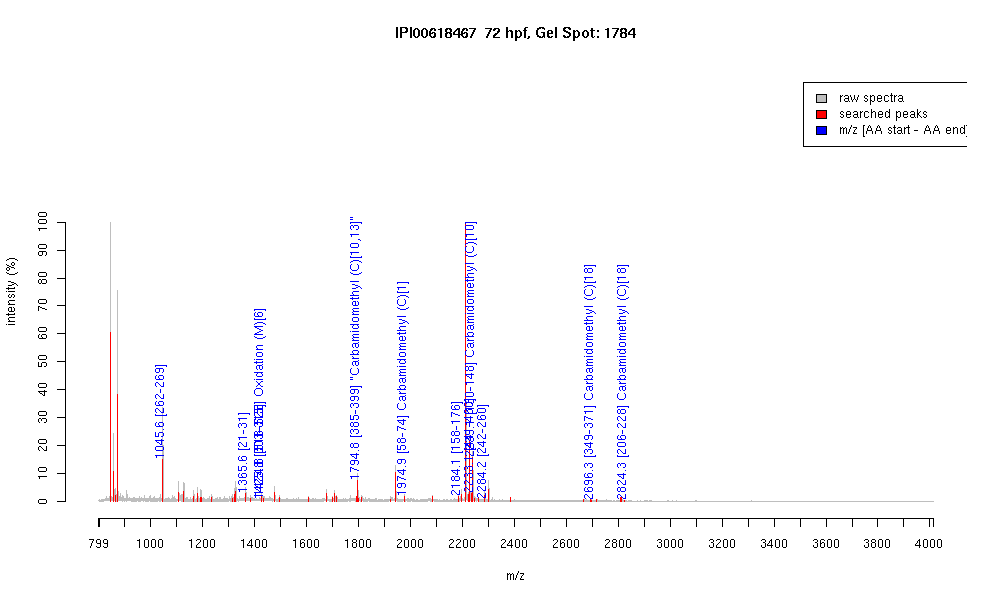 IPI00618467 72 hpf, Gel Spot: 1784
raw spectra
searched peaks
m/z [AA start - AA end]
intensity (%)
100
90
80
70
60
50
40
30
20
10
0
1045.6 [262-269]
1365.6 [21-31]
Oxidation (M)[6]
1794.8 [385-399] "Carbamidomethyl (C)[10,13]"
1974.9 [58-74] Carbamidomethyl (C)[1]
2184.1 [158-176]
Carbamidomethyl (C)[10]
2284.2 [242-260]
2696.3 [349-371] Carbamidomethyl (C)[18]
2824.3 [206-228] Carbamidomethyl (C)[18]
799 1000 1200 1400 1600 1800 2000 2200 2400 2600 2800 3000 3200 3400 3600 3800 4000
m/z